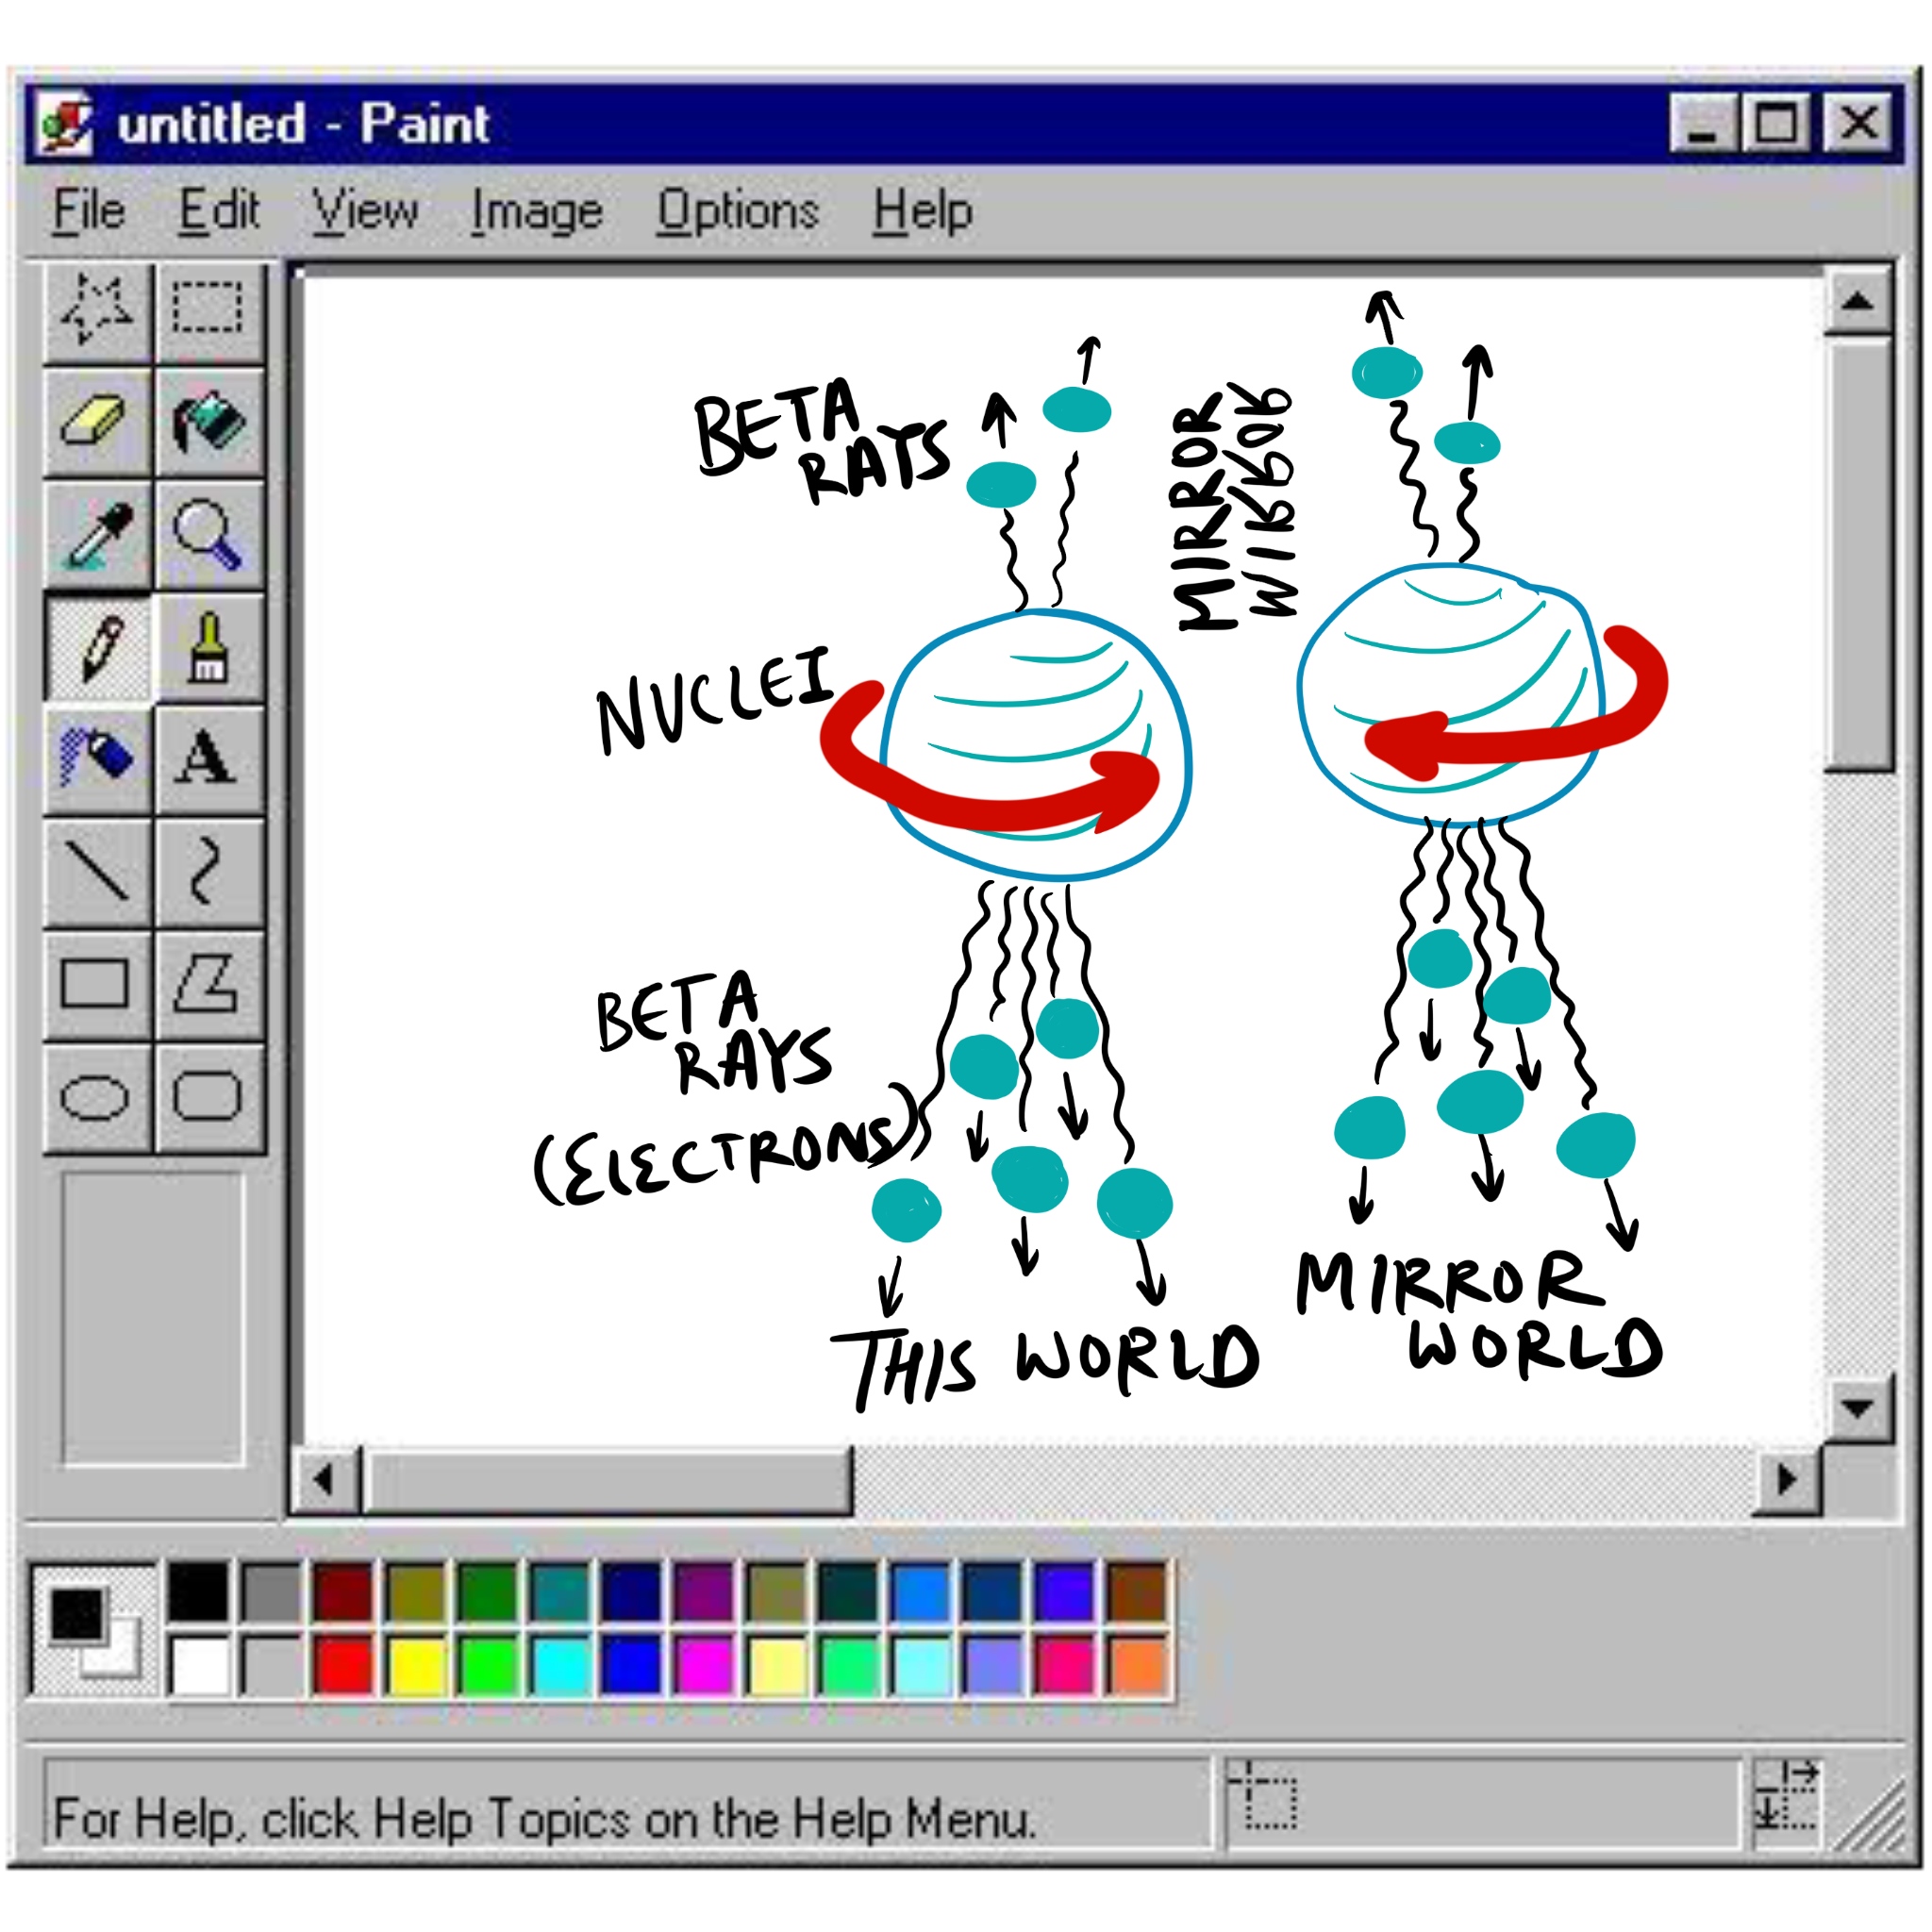 untitled - Paint
File Edit View Image Options Help
BETA
RAYS
MIRROR
MIRROR
NUCLEI
BETA
RAYS
(ELECTRONS)
THIS WORLD
MIRROR
WORLD
A
For Help, click Help Topics on the Help Menu.